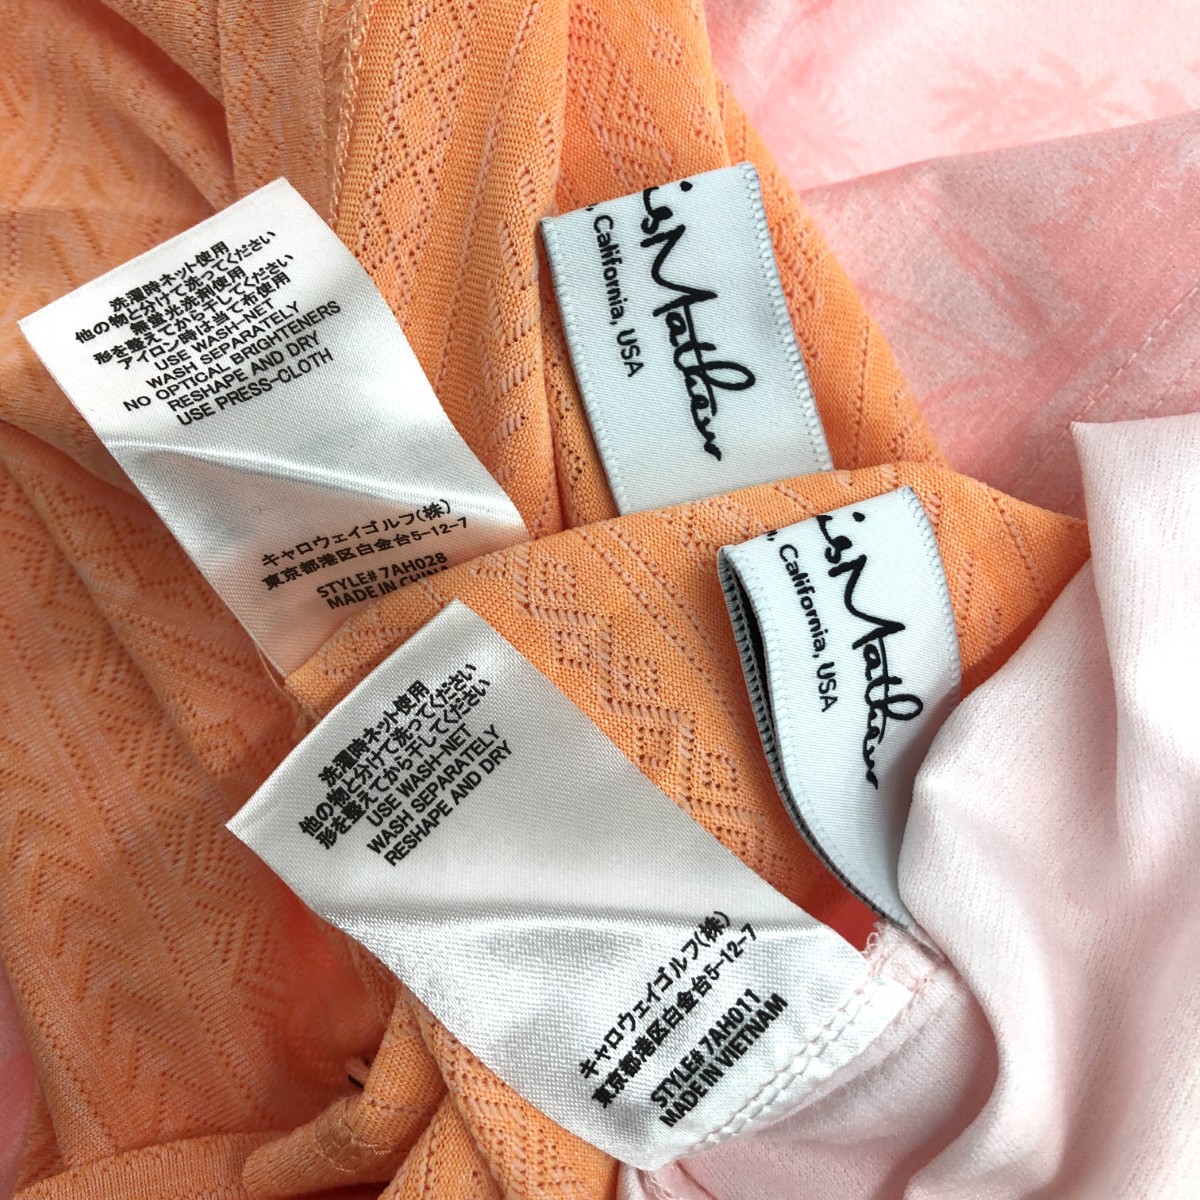 洗濯時ネット使用
他の物と分けて洗ってください
無蛍光洗剤使用
形を整えてから干してください
アイロン時は当て布使用
USE WASH-NET
WASH SEPARATELY
NO OPTICAL BRIGHTENERS
RESHAPE AND DRY
USE PRESS-CLOTH
キャロウェイゴルフ(株)
東京都港区白金台5-12-7
STYLE# 7AH028
MADE IN CHINA
isMathew
, California, USA
isMathew
, California, USA
洗濯時ネット使用
他の物と分けて洗ってください
形を整えてから干してください
USE WASH-NET
WASH SEPARATELY
RESHAPE AND DRY
キャロウェイゴルフ(株)
東京都港区白金台5-12-7
STYLE# 7AH011
MADE IN VIETNAM